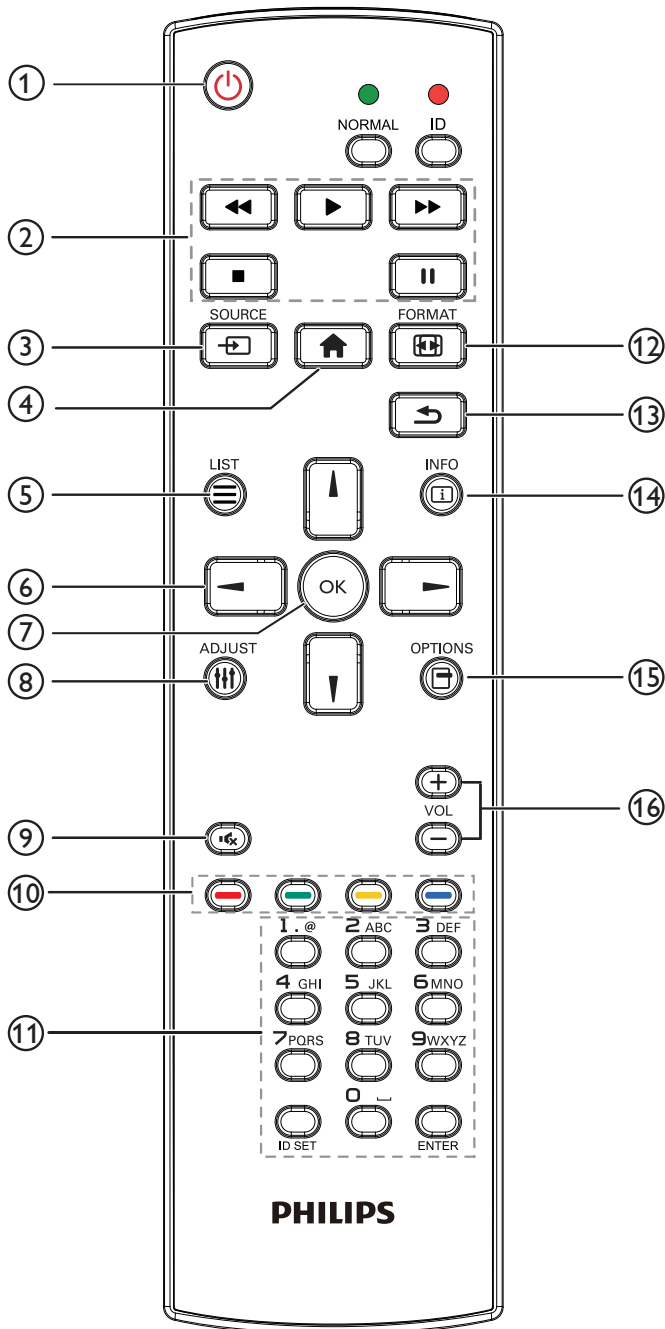 1
NORMAL ID
2
SOURCE FORMAT
3 12
4 13
LIST INFO
5 14
6 OK
7
ADJUST OPTIONS
8 15
VOL 16
9
10
1 . @ 2 ABC 3 DEF
4 GHI 5 JKL 6 MNO
11
7 PQRS 8 TUV 9 WXYZ
0 ⎵
ID SET ENTER
PHILIPS